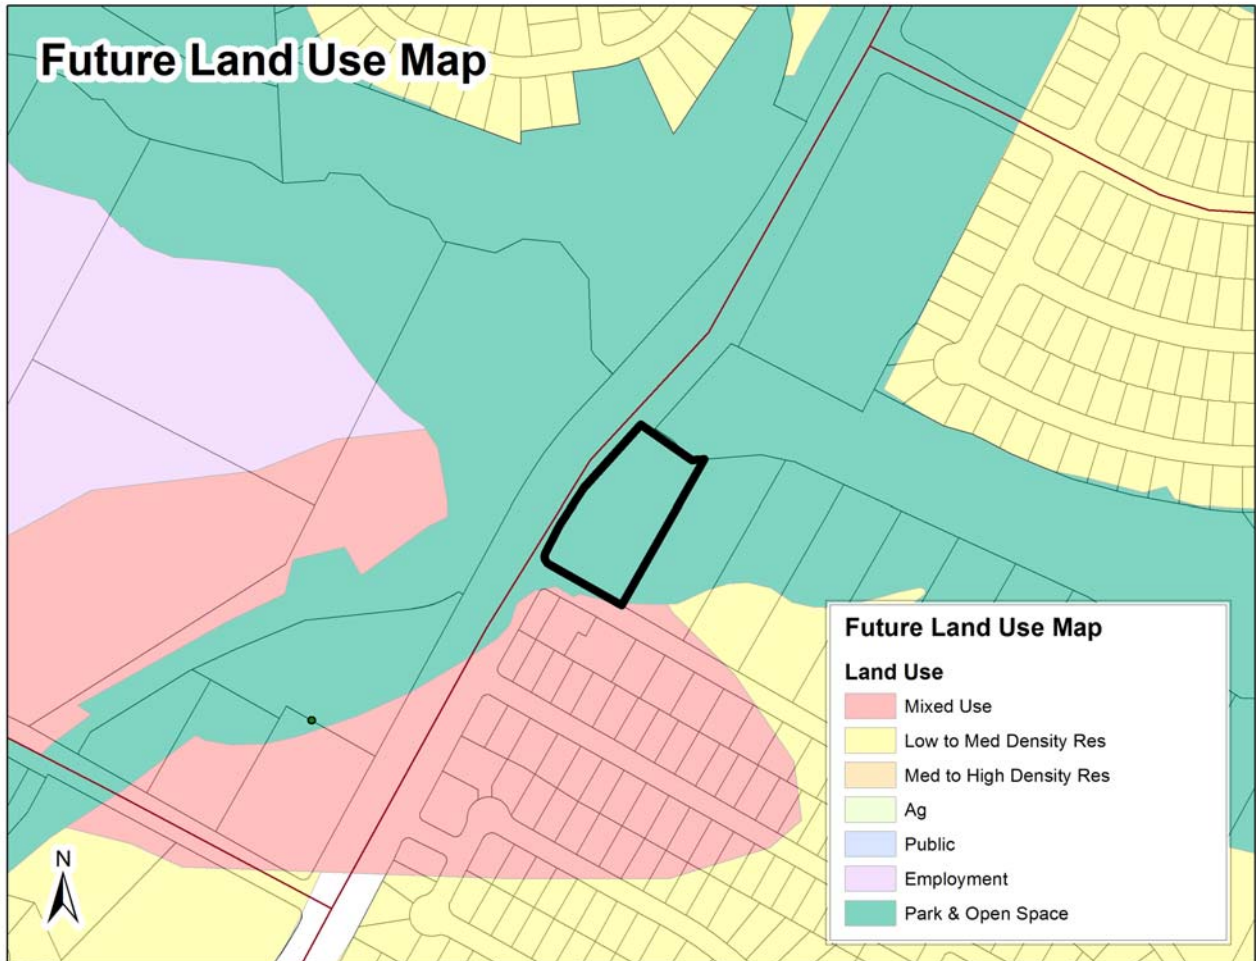 Future Land Use Map
N
Future Land Use Map
Land Use
Mixed Use
Low to Med Density Res
Med to High Density Res
Ag
Public
Employment
Park & Open Space